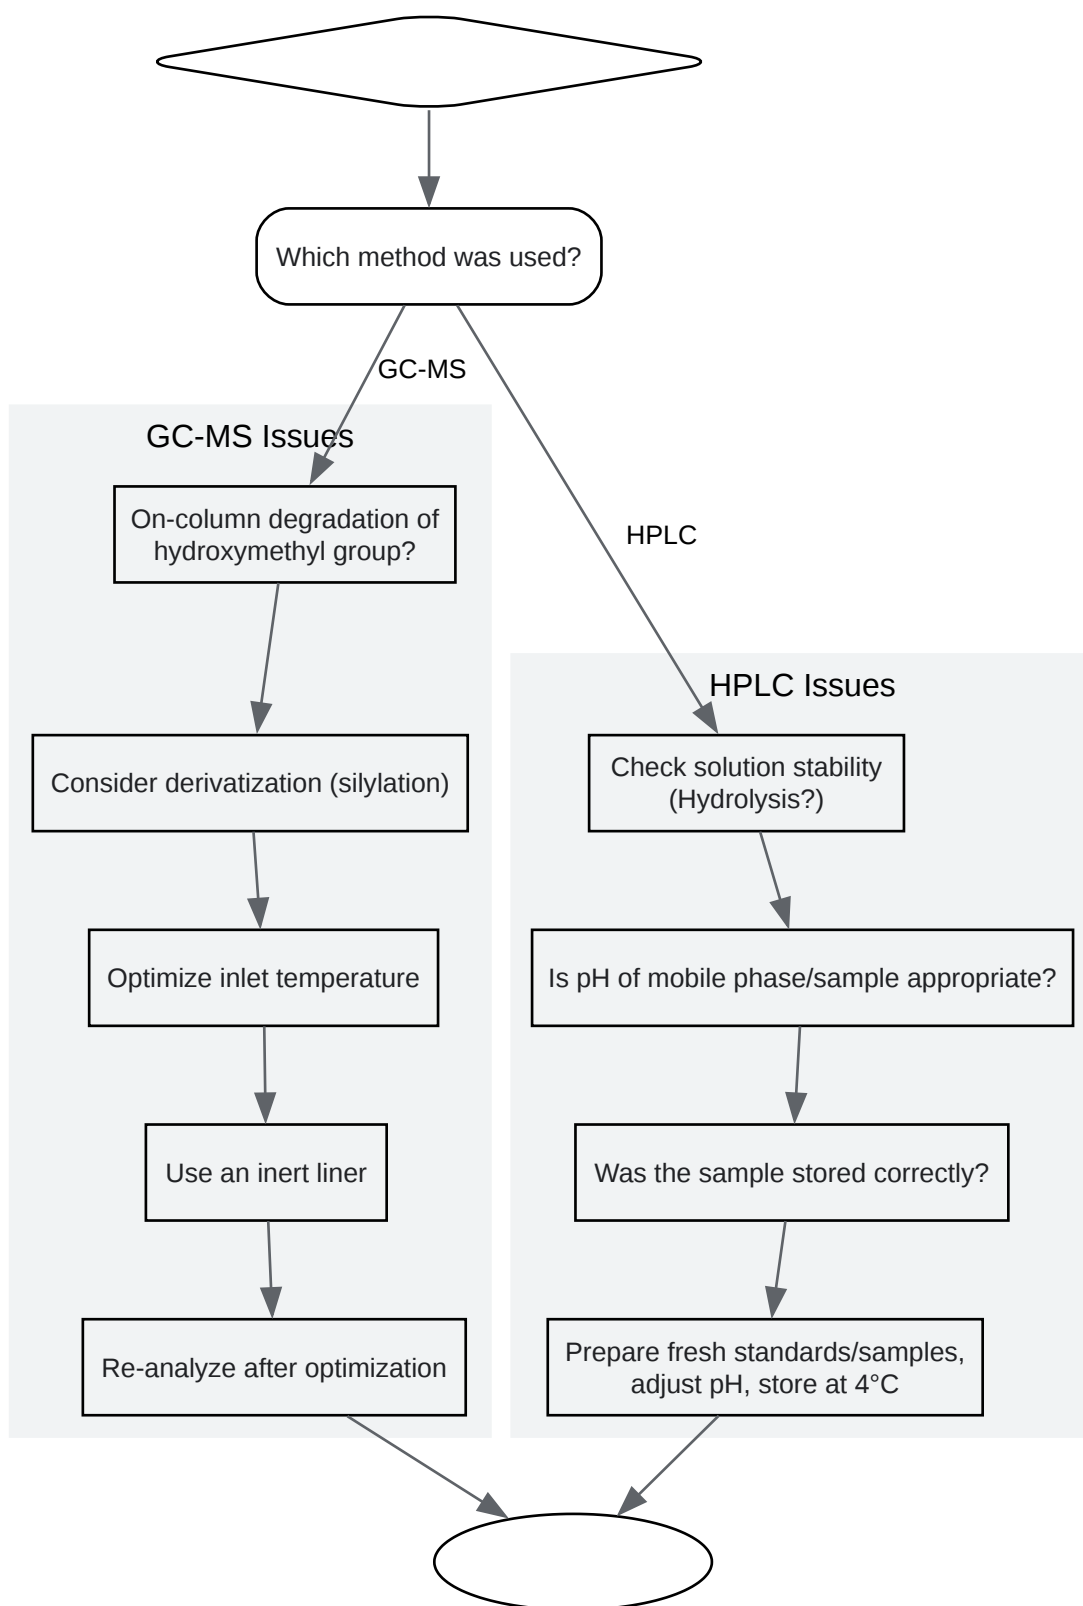 Which method was used?
GC-MS
GC-MS Issues
On-column degradation of
hydroxymethyl group?
Consider derivatization (silylation)
Optimize inlet temperature
Use an inert liner
Re-analyze after optimization
HPLC
HPLC Issues
Check solution stability
(Hydrolysis?)
Is pH of mobile phase/sample appropriate?
Was the sample stored correctly?
Prepare fresh standards/samples,
adjust pH, store at 4°C